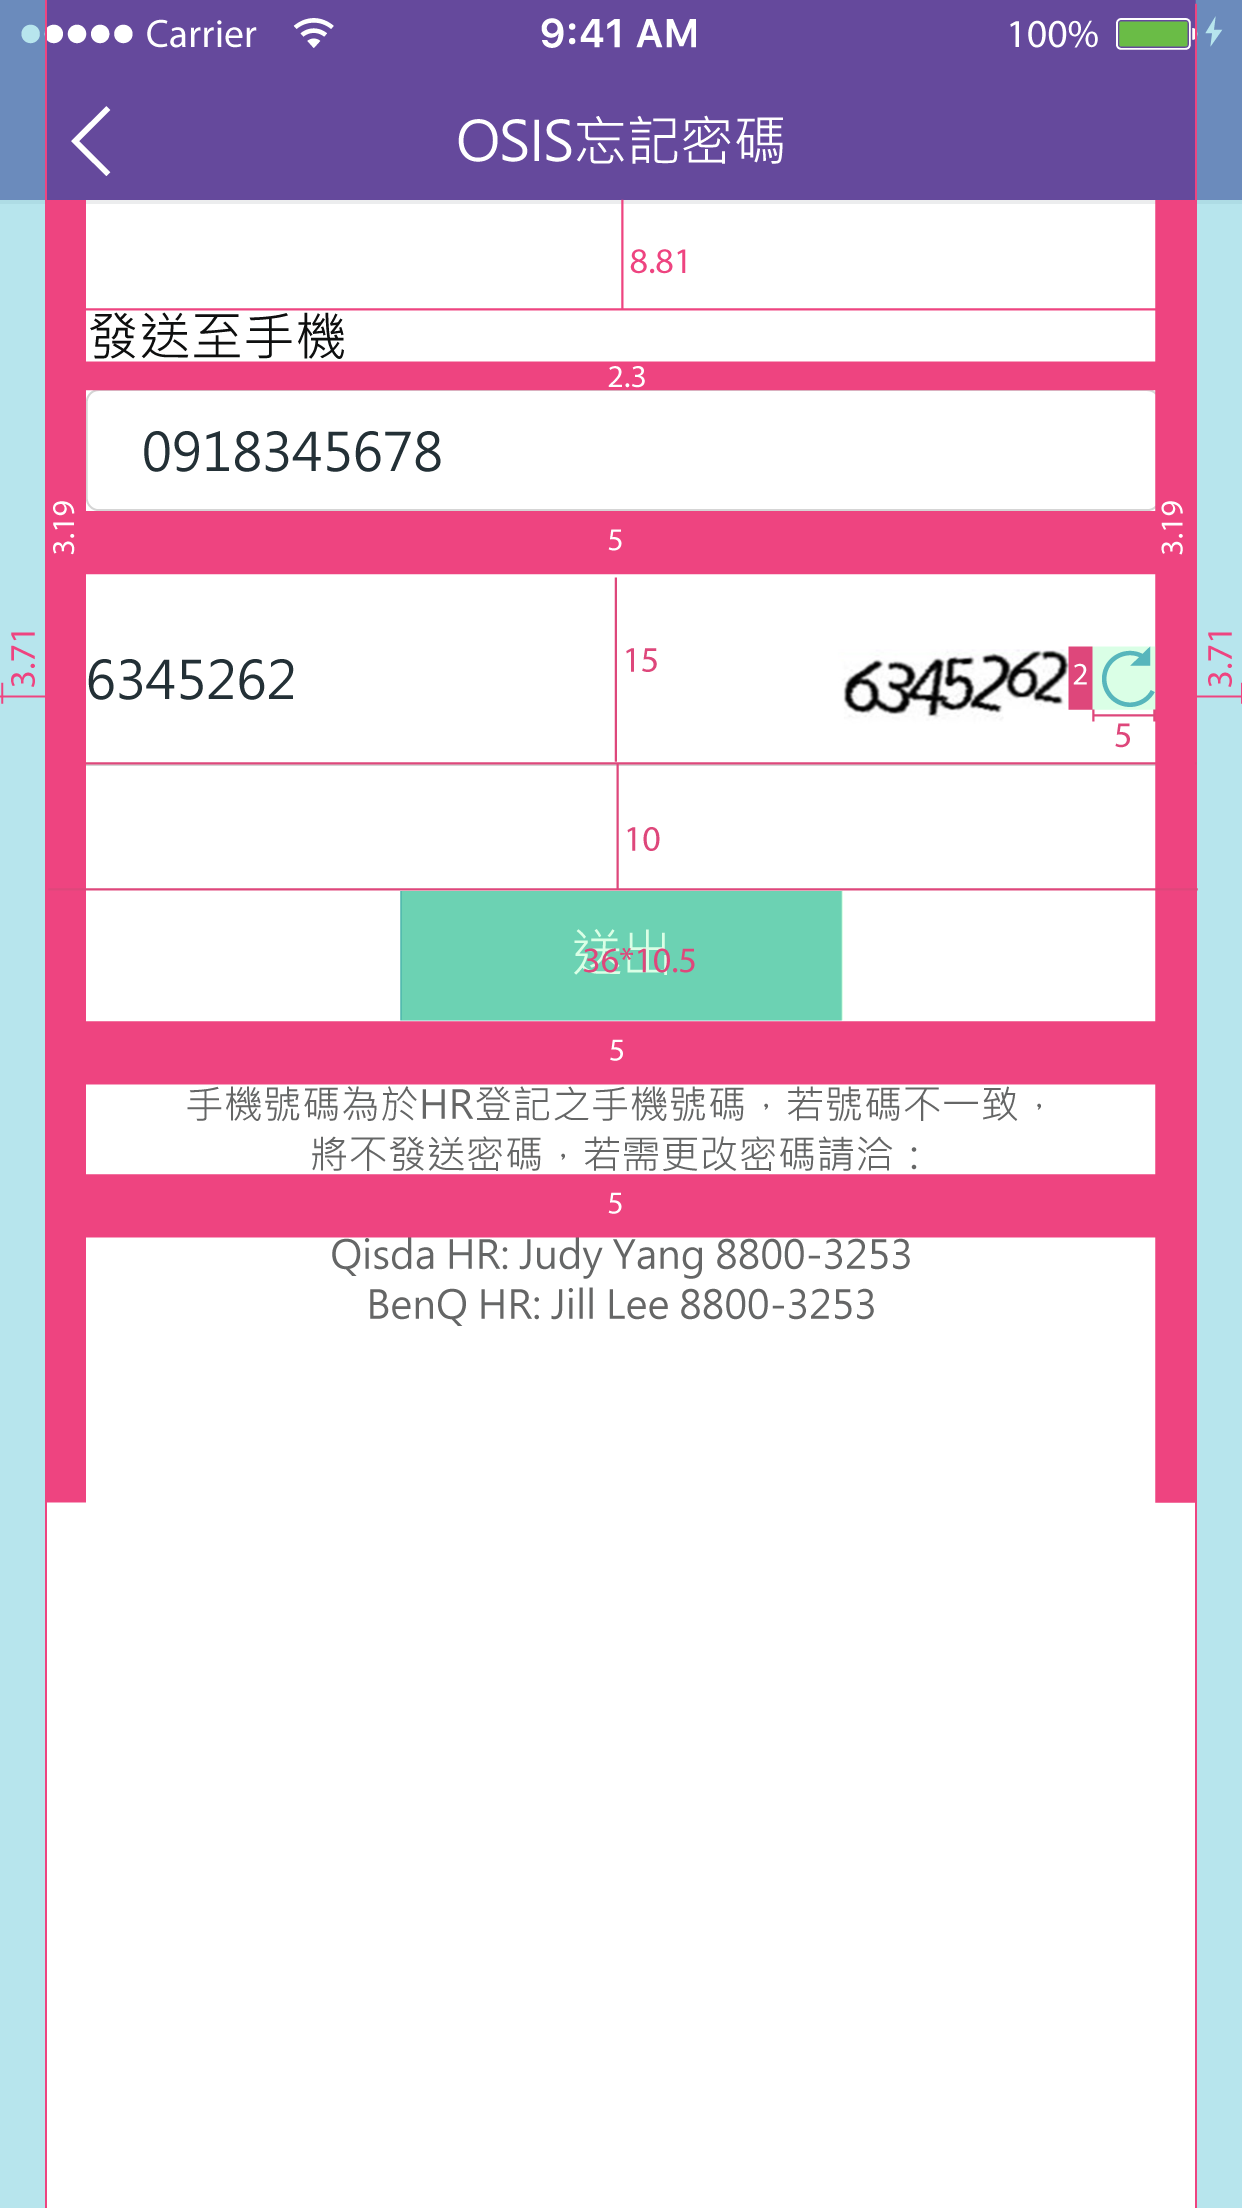 Carrier 9:41 AM 100%
OSIS忘記密碼
8.81
發送至手機
2.3
0918345678
3.19 5 3.19
3.71 3.71
6345262 15 6345262 2
5
10
送出
36*10.5
5
手機號碼為於HR登記之手機號碼，若號碼不一致，
將不發送密碼，若需更改密碼請洽：
5
Qisda HR: Judy Yang 8800-3253
BenQ HR: Jill Lee 8800-3253